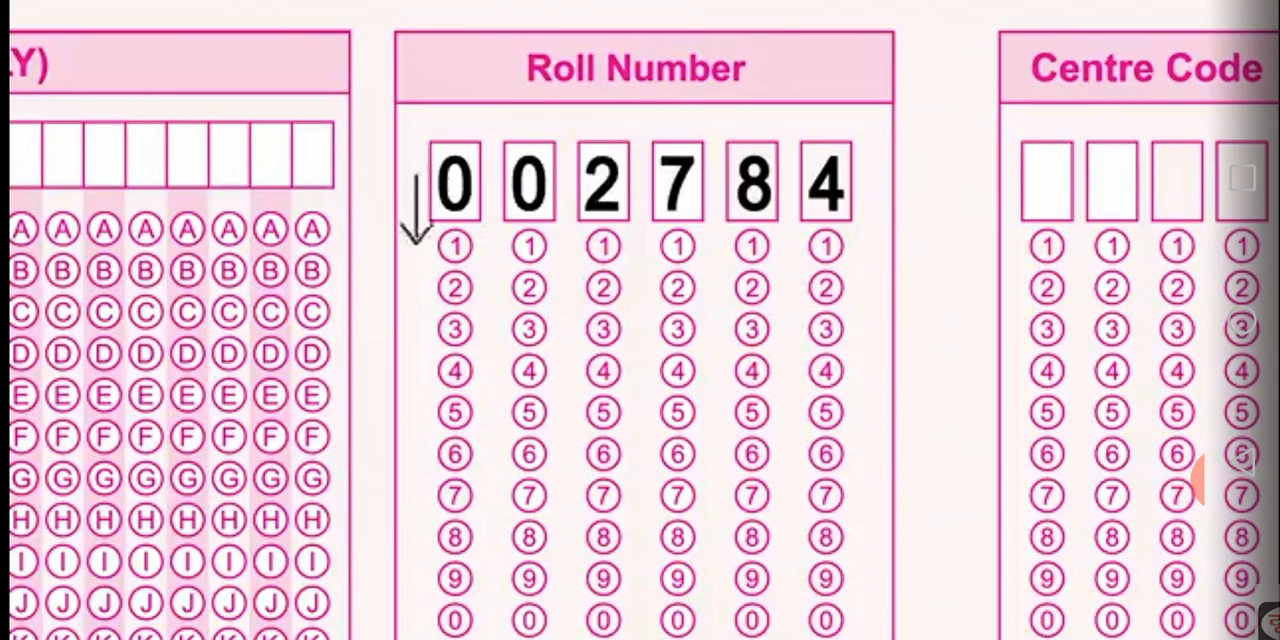 LY) Roll Number Centre Code
0 0 2 7 8 4
A A A A A A A A 1 1 1 1 1 1 1 1 1 1
B B B B B B B B 2 2 2 2 2 2 2 2 2 2
C C C C C C C C 3 3 3 3 3 3 3 3 3 3
D D D D D D D D 4 4 4 4 4 4 4 4 4 4
E E E E E E E E 5 5 5 5 5 5 5 5 5 5
F F F F F F F F 6 6 6 6 6 6 6 6 6 6
G G G G G G G G 7 7 7 7 7 7 7 7 7 7
H H H H H H H H 8 8 8 8 8 8 8 8 8 8
I I I I I I I I 9 9 9 9 9 9 9 9 9 9
J J J J J J J J 0 0 0 0 0 0 0 0 0 0